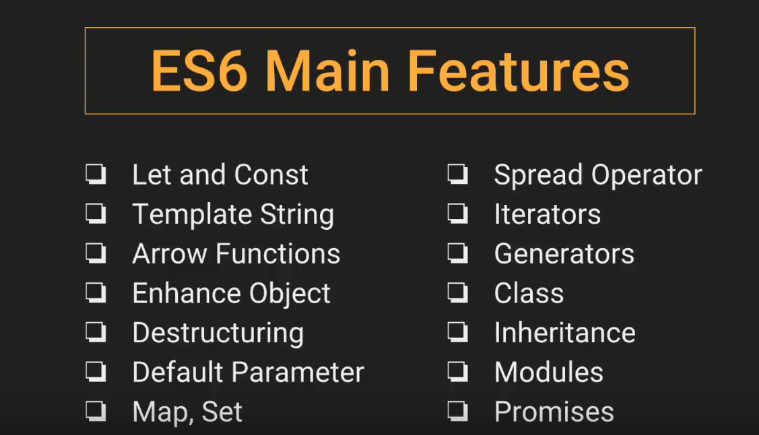 ES6 Main Features
Let and Const
Template String
Arrow Functions
Enhance Object
Destructuring
Default Parameter
Map, Set
Spread Operator
Iterators
Generators
Class
Inheritance
Modules
Promises